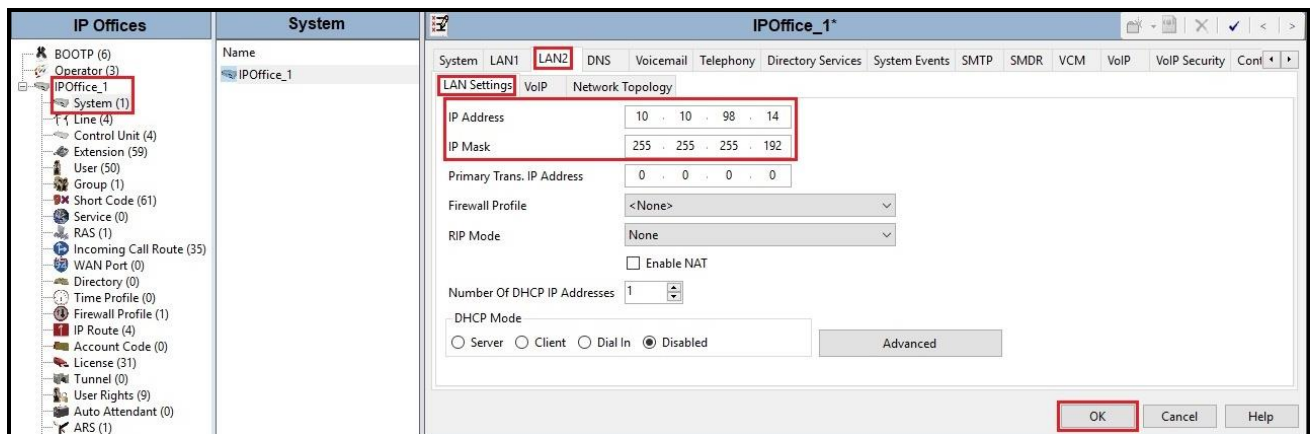 IP Offices
BOOTP (6)
Operator (3)
IPOffice_1
System (1)
Line (4)
Control Unit (4)
Extension (59)
User (50)
Group (1)
Short Code (61)
Service (0)
RAS (1)
Incoming Call Route (35)
WAN Port (0)
Directory (0)
Time Profile (0)
Firewall Profile (1)
IP Route (4)
Account Code (0)
License (31)
Tunnel (0)
User Rights (9)
Auto Attendant (0)
ARS (1)
System
Name
IPOffice_1
IPOffice_1*
System LAN1 LAN2 DNS Voicemail Telephony Directory Services System Events SMTP SMDR VCM VoIP VoIP Security
LAN Settings VoIP Network Topology
IP Address 10 . 10 . 98 . 14
IP Mask 255 . 255 . 255 . 192
Primary Trans. IP Address 0 . 0 . 0 . 0
Firewall Profile <None>
RIP Mode None
Enable NAT
Number Of DHCP IP Addresses 1
DHCP Mode
Server Client Dial In Disabled Advanced
OK Cancel Help